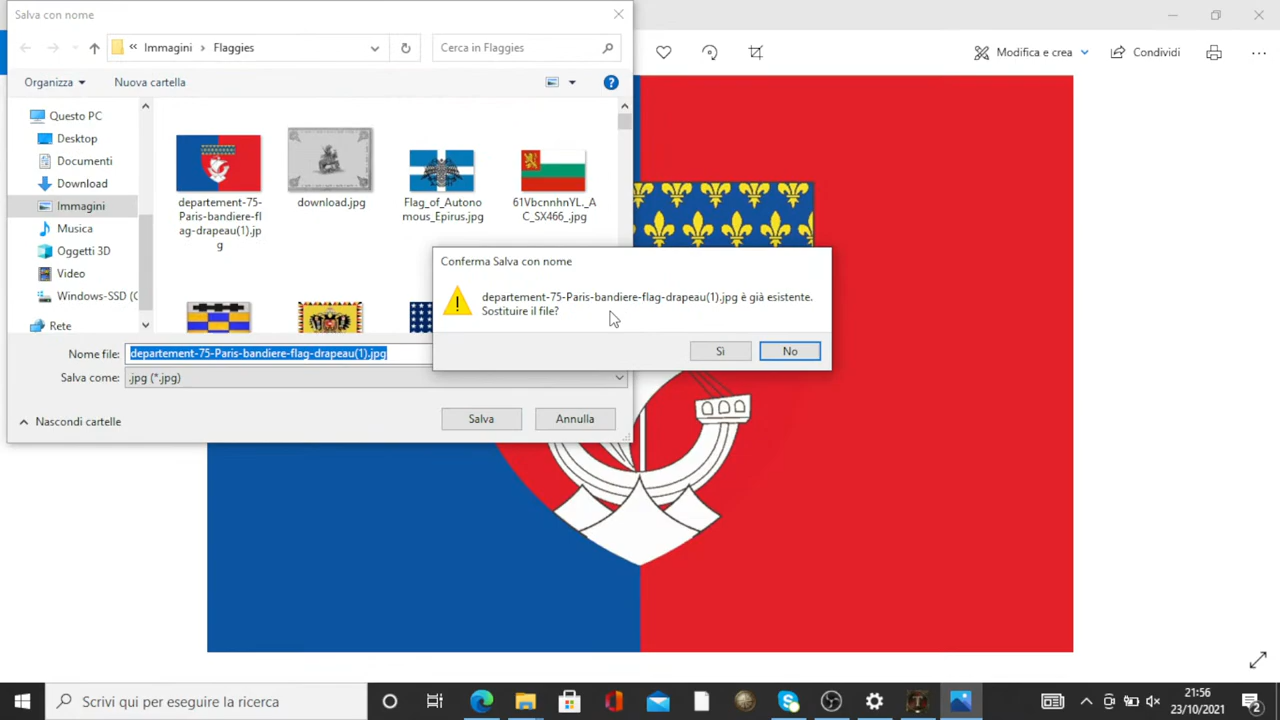 Salva con nome
« Immagini › Flaggies
Cerca in Flaggies
Organizza
Nuova cartella
Modifica e crea
Condividi
Questo PC
Desktop
Documenti
Download
Immagini
Musica
Oggetti 3D
Video
Windows-SSD (C
Rete
departement-75-
Paris-bandiere-fl
ag-drapeau(1).jp
g
download.jpg
Flag_of_Autono
mous_Epirus.jpg
61VbcnnhnYL._A
C_SX466_.jpg
Conferma Salva con nome
departement-75-Paris-bandiere-flag-drapeau(1).jpg è già esistente.
Sostituire il file?
Sì
No
Nome file:
departement-75-Paris-bandiere-flag-drapeau(1).jpg
Salva come:
.jpg (*.jpg)
Nascondi cartelle
Salva
Annulla
Scrivi qui per eseguire la ricerca
21:56
23/10/2021
2